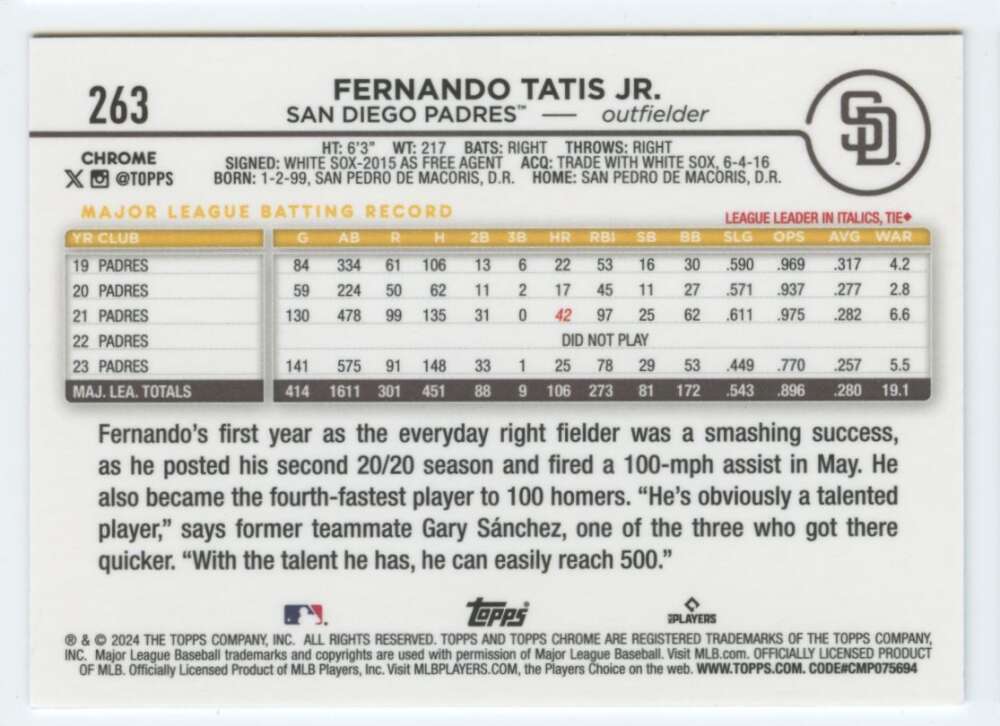 263
FERNANDO TATIS JR.
SAN DIEGO PADRES™ — outfielder
SD
CHROME
@TOPPS
HT: 6'3" WT: 217 BATS: RIGHT THROWS: RIGHT
SIGNED: WHITE SOX-2015 AS FREE AGENT ACQ: TRADE WITH WHITE SOX, 6-4-16
BORN: 1-2-99, SAN PEDRO DE MACORIS, D.R. HOME: SAN PEDRO DE MACORIS, D.R.
MAJOR LEAGUE BATTING RECORD
LEAGUE LEADER IN ITALICS, TIE◆
YR CLUB G AB R H 2B 3B HR RBI SB BB SLG OPS AVG WAR
19 PADRES 84 334 61 106 13 6 22 53 16 30 .590 .969 .317 4.2
20 PADRES 59 224 50 62 11 2 17 45 11 27 .571 .937 .277 2.8
21 PADRES 130 478 99 135 31 0 42 97 25 62 .611 .975 .282 6.6
22 PADRES DID NOT PLAY
23 PADRES 141 575 91 148 33 1 25 78 29 53 .449 .770 .257 5.5
MAJ. LEA. TOTALS 414 1611 301 451 88 9 106 273 81 172 .543 .896 .280 19.1
Fernando's first year as the everyday right fielder was a smashing success,
as he posted his second 20/20 season and fired a 100-mph assist in May. He
also became the fourth-fastest player to 100 homers. “He's obviously a talented
player,” says former teammate Gary Sánchez, one of the three who got there
quicker. “With the talent he has, he can easily reach 500.”
Topps
PLAYERS
® & © 2024 THE TOPPS COMPANY, INC. ALL RIGHTS RESERVED. TOPPS AND TOPPS CHROME ARE REGISTERED TRADEMARKS OF THE TOPPS COMPANY,
INC. Major League Baseball trademarks and copyrights are used with permission of Major League Baseball. Visit MLB.com. OFFICIALLY LICENSED PRODUCT
OF MLB. Officially Licensed Product of MLB Players, Inc. Visit MLBPLAYERS.COM, the Players Choice on the web. WWW.TOPPS.COM. CODE#CMP075694